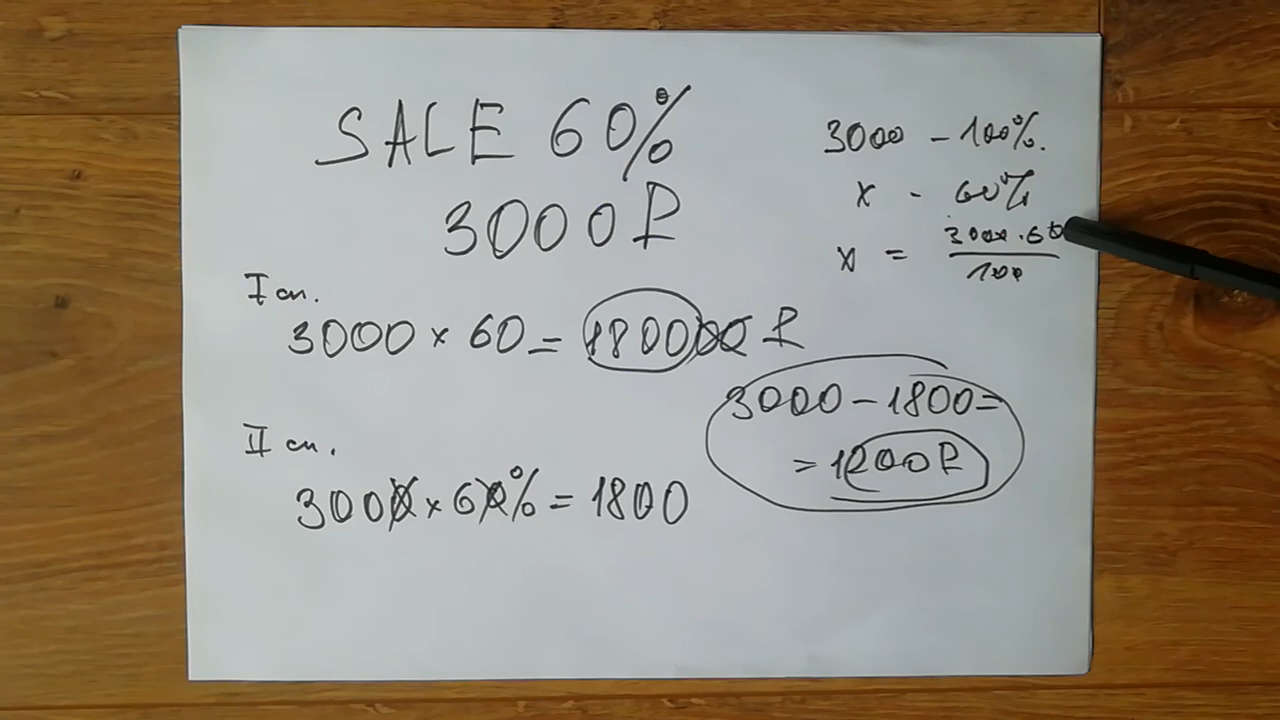 SALE 60%
3000₽
3000 - 100%.
x - 60%
x = 3000 · 60
100
I сп.
3000 × 60 = 180000 ₽
3000 - 1800 =
= 1200₽
II сп.
3000 × 60% = 1800